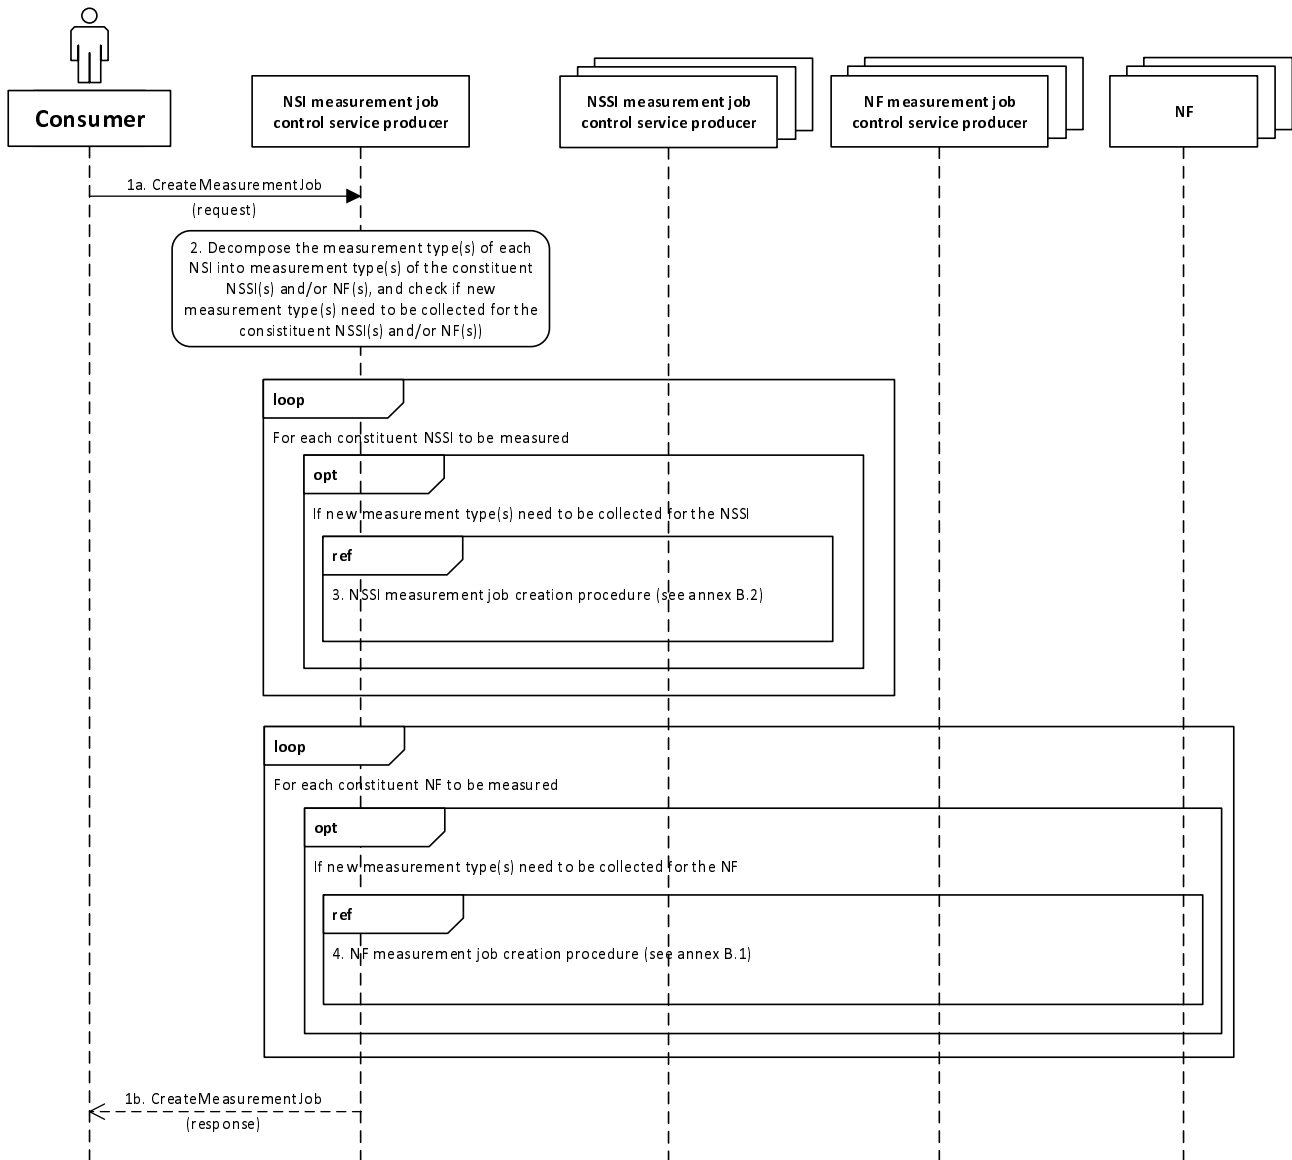 Consumer
NSI measurement job
control service producer
NSSI measurement job
control service producer
NF measurement job
control service producer
NF
1a. CreateMeasurementJob
(request)
2. Decompose the measurement type(s) of each
NSI into measurement type(s) of the constituent
NSSI(s) and/or NF(s), and check if new
measurement type(s) need to be collected for the
consistituent NSSI(s) and/or NF(s))
loop
For each constituent NSSI to be measured
opt
If new measurement type(s) need to be collected for the NSSI
ref
3. NSSI measurement job creation procedure (see annex B.2)
loop
For each constituent NF to be measured
opt
If new measurement type(s) need to be collected for the NF
ref
4. NF measurement job creation procedure (see annex B.1)
1b. CreateMeasurementJob
(response)